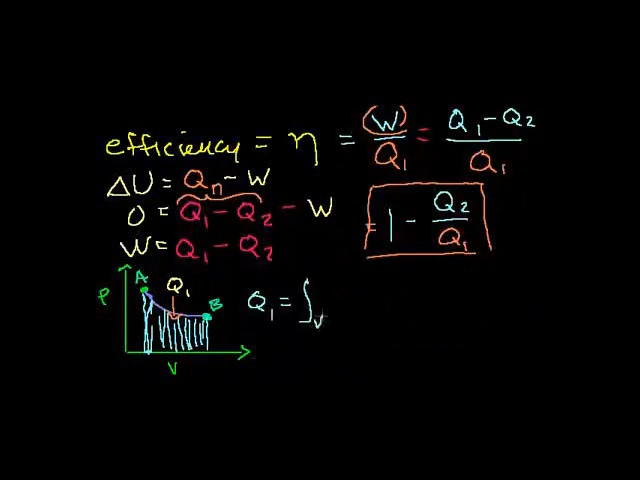 efficiency = η = (W)/Q₁ = Q₁ - Q₂/Q₁
ΔU = Qₙ - W
0 = Q₁ - Q₂ - W
= 1 - Q₂/Q₁
W = Q₁ - Q₂
A
Q₁
B
P
Q₁ = ∫ᵥ
V